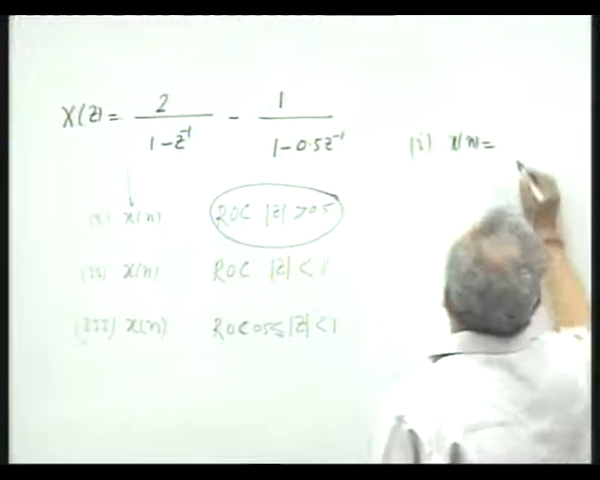 X(z) = 2 / (1 - z⁻¹) - 1 / (1 - 0.5z⁻¹)
(i) x(n) ROC |z| > 0.5
(ii) x(n) ROC |z| < 1
(iii) x(n) ROC 0.5 ≤ |z| < 1
(i) x(n) =